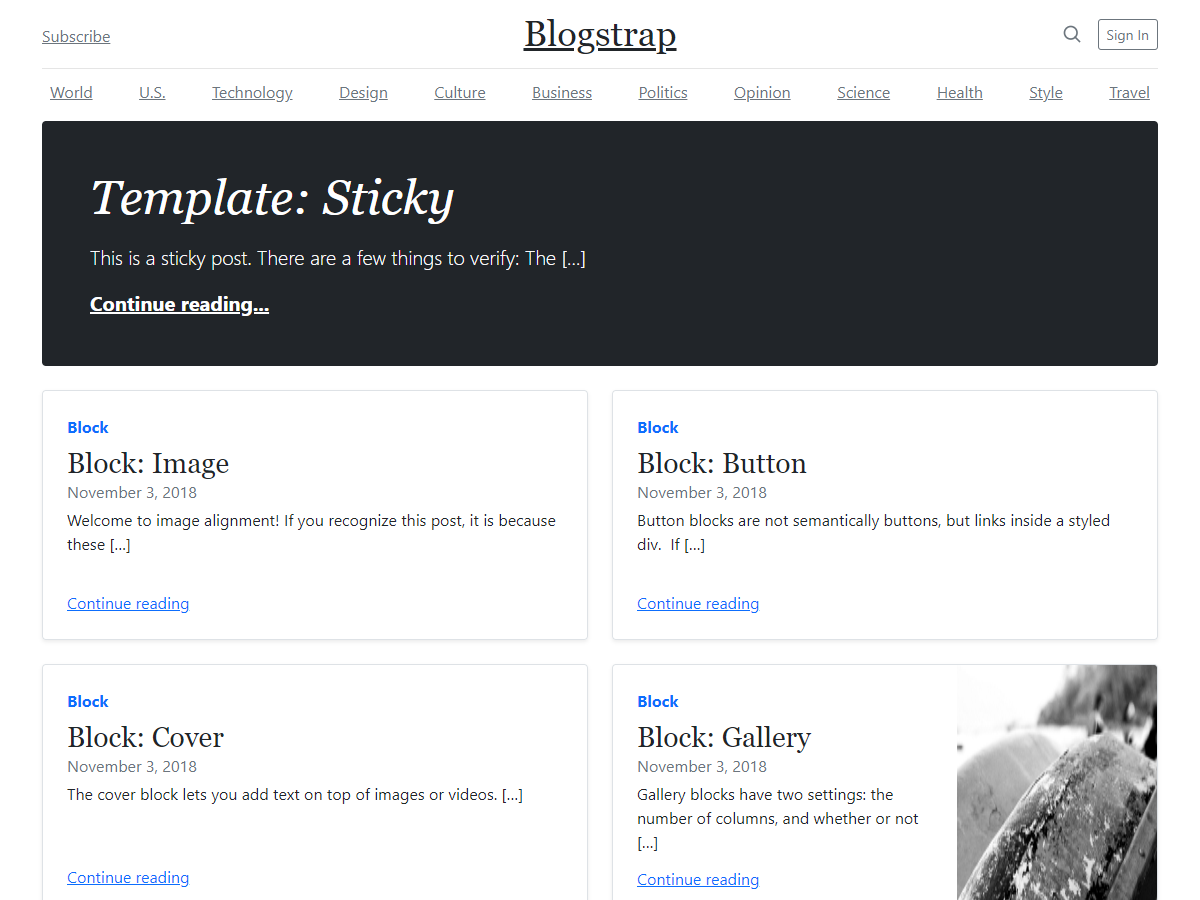 Subscribe
Blogstrap
Sign In
World U.S. Technology Design Culture Business Politics Opinion Science Health Style Travel
Template: Sticky
This is a sticky post. There are a few things to verify: The [...]
Continue reading...
Block
Block: Image
November 3, 2018
Welcome to image alignment! If you recognize this post, it is because
these [...]
Continue reading
Block
Block: Button
November 3, 2018
Button blocks are not semantically buttons, but links inside a styled
div.  If [...]
Continue reading
Block
Block: Cover
November 3, 2018
The cover block lets you add text on top of images or videos. [...]
Continue reading
Block
Block: Gallery
November 3, 2018
Gallery blocks have two settings: the
number of columns, and whether or not
[...]
Continue reading